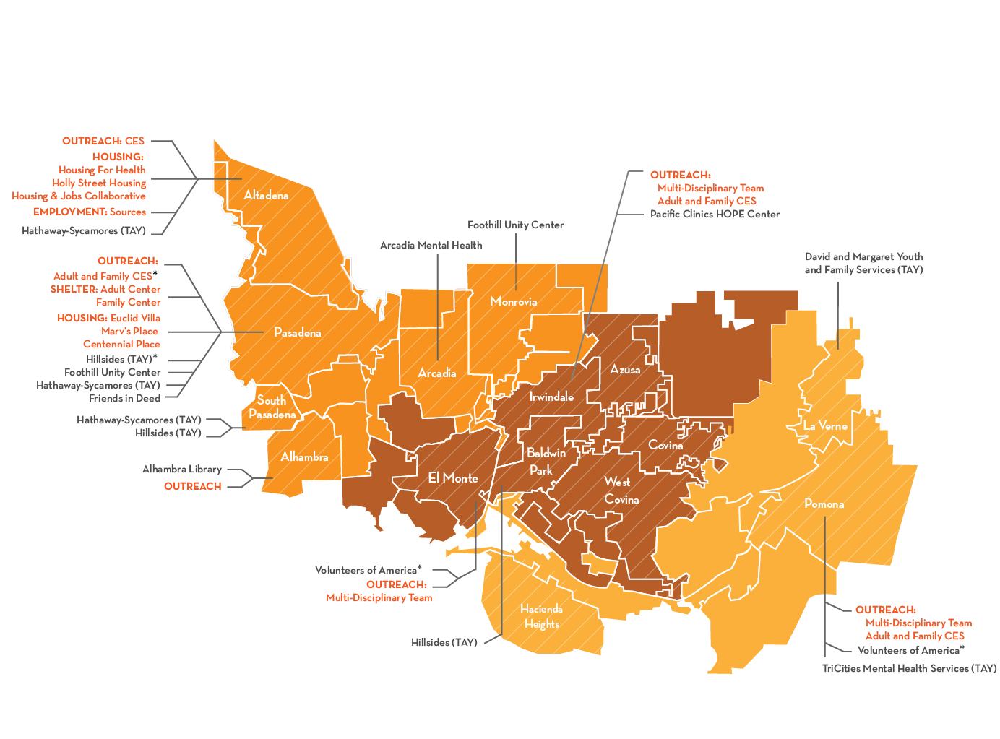 OUTREACH: CES
HOUSING:
Housing For Health
Holly Street Housing
Housing & Jobs Collaborative
EMPLOYMENT: Sources
Hathaway-Sycamores (TAY)
OUTREACH:
Adult and Family CES*
SHELTER: Adult Center
Family Center
HOUSING: Euclid Villa
Marv's Place
Centennial Place
Hillsides (TAY)*
Foothill Unity Center
Hathaway-Sycamores (TAY)
Friends in Deed
Hathaway-Sycamores (TAY)
Hillsides (TAY)
Alhambra Library
OUTREACH
Altadena
Pasadena
South
Pasadena
Alhambra
Arcadia Mental Health
Arcadia
Foothill Unity Center
Monrovia
OUTREACH:
Multi-Disciplinary Team
Adult and Family CES
Pacific Clinics HOPE Center
Azusa
Irwindale
Baldwin
Park
El Monte
Covina
West
Covina
David and Margaret Youth
and Family Services (TAY)
La Verne
Pomona
Volunteers of America*
OUTREACH:
Multi-Disciplinary Team
Hillsides (TAY)
Hacienda
Heights
OUTREACH:
Multi-Disciplinary Team
Adult and Family CES
Volunteers of America*
TriCities Mental Health Services (TAY)